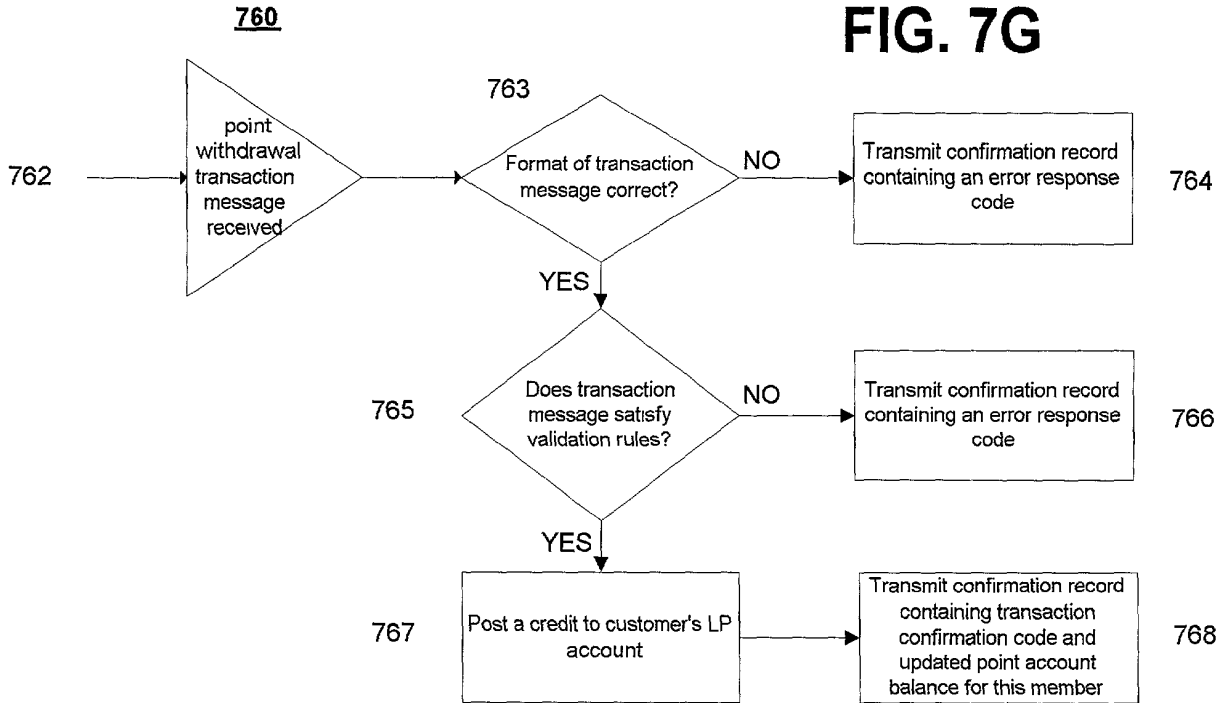 760
FIG. 7G
762
point
withdrawal
transaction
message
received
763
Format of transaction
message correct?
NO
Transmit confirmation record
containing an error response
code
764
YES
765
Does transaction
message satisfy
validation rules?
NO
Transmit confirmation record
containing an error response
code
766
YES
767
Post a credit to customer's LP
account
Transmit confirmation record
containing transaction
confirmation code and
updated point account
balance for this member
768